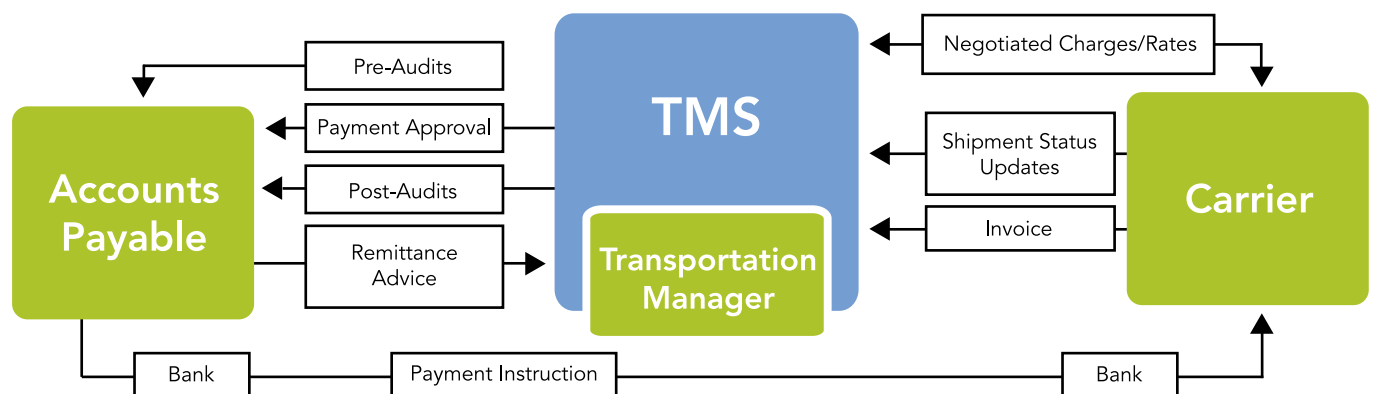 Pre-Audits
Payment Approval
Post-Audits
Remittance
Advice
Accounts
Payable
TMS
Transportation
Manager
Negotiated Charges/Rates
Shipment Status
Updates
Invoice
Carrier
Bank
Payment Instruction
Bank